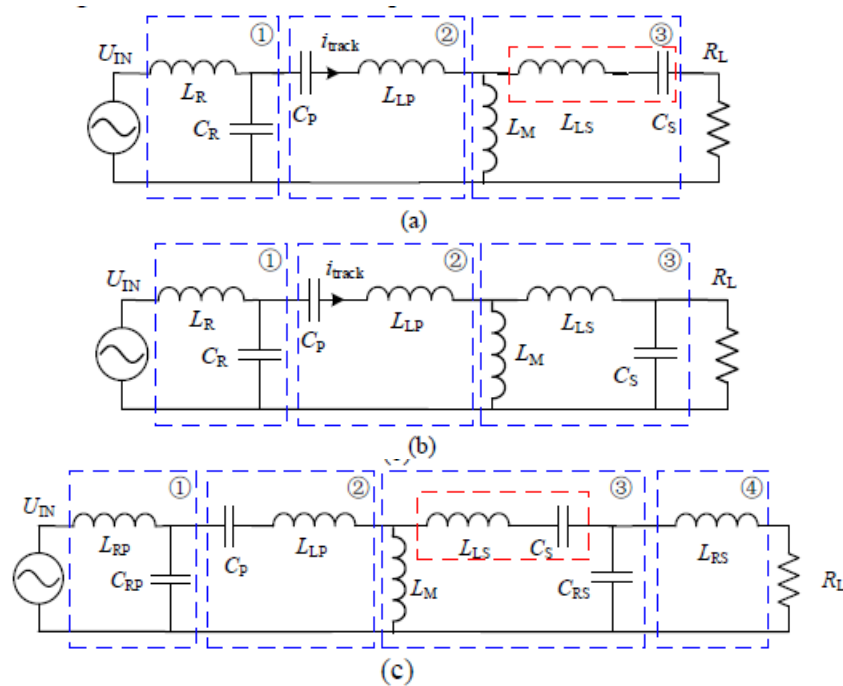 ① ② ③
U_IN i_track R_L
L_R C_P L_LP
C_R L_M L_LS C_S
(a)
① ② ③
U_IN i_track R_L
L_R C_P L_LP L_LS
C_R L_M C_S
(b)
① ② ③ ④
U_IN
L_RP C_P L_LP L_LS C_S L_RS
C_RP L_M C_RS R_L
(c)